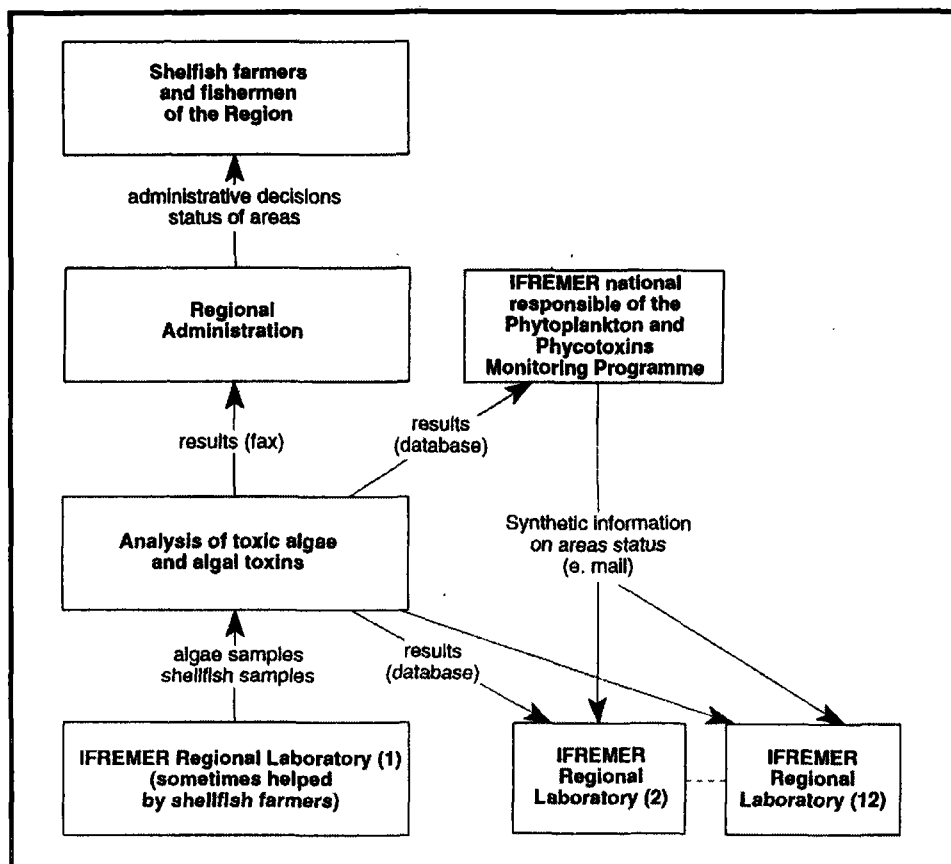 Shelfish farmers
and fishermen
of the Region
administrative decisions
status of areas
Regional
Administration
IFREMER national
responsible of the
Phytoplankton and
Phycotoxins
Monitoring Programme
results (fax)
results
(database)
Analysis of toxic algae
and algal toxins
Synthetic information
on areas status
(e. mail)
algae samples
shellfish samples
results
(database)
IFREMER Regional Laboratory (1)
(sometimes helped
by shellfish farmers)
IFREMER
Regional
Laboratory (2)
IFREMER
Regional
Laboratory (12)